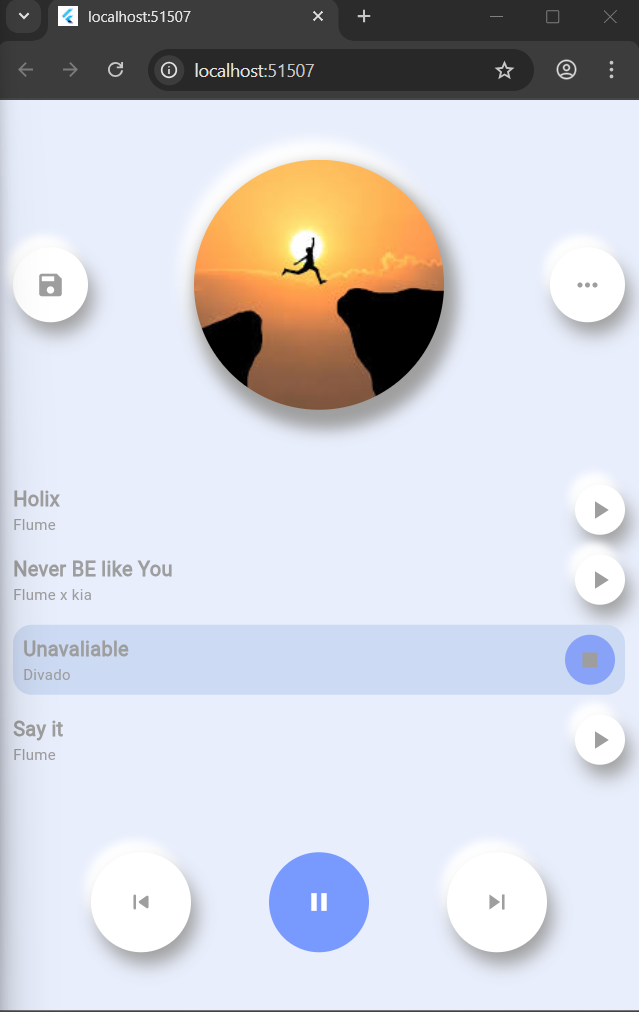 localhost:51507
localhost:51507
Holix
Flume
Never BE like You
Flume x kia
Unavaliable
Divado
Say it
Flume